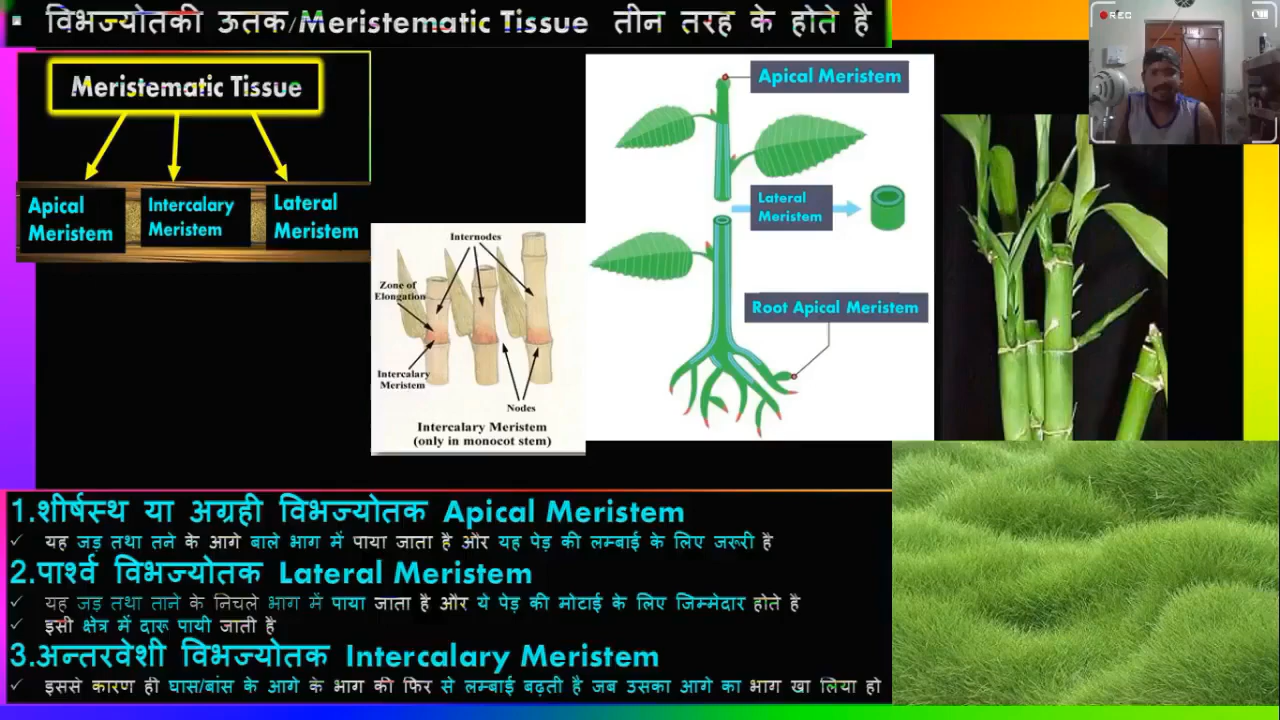 विभज्योतकी ऊतक/Meristematic Tissue तीन तरह के होते है
REC
Meristematic Tissue
Apical Meristem
Intercalary Meristem
Lateral Meristem
Internodes
Zone of Elongation
Intercalary Meristem
Nodes
Intercalary Meristem
(only in monocot stem)
Apical Meristem
Lateral Meristem
Root Apical Meristem
1.शीर्षस्थ या अग्रही विभज्योतक Apical Meristem
✓ यह जड़ तथा तने के आगे बाले भाग में पाया जाता है और यह पेड़ की लम्बाई के लिए जरूरी है
2.पार्श्व विभज्योतक Lateral Meristem
✓ यह जड़ तथा ताने के निचले भाग में पाया जाता है और ये पेड़ की मोटाई के लिए जिम्मेदार होते है
✓ इसी क्षेत्र में दारू पायी जाती है
3.अन्तरवेशी विभज्योतक Intercalary Meristem
✓ इससे कारण ही घास/बांस के आगे के भाग की फिर से लम्बाई बढ़ती है जब उसका आगे का भाग खा लिया हो